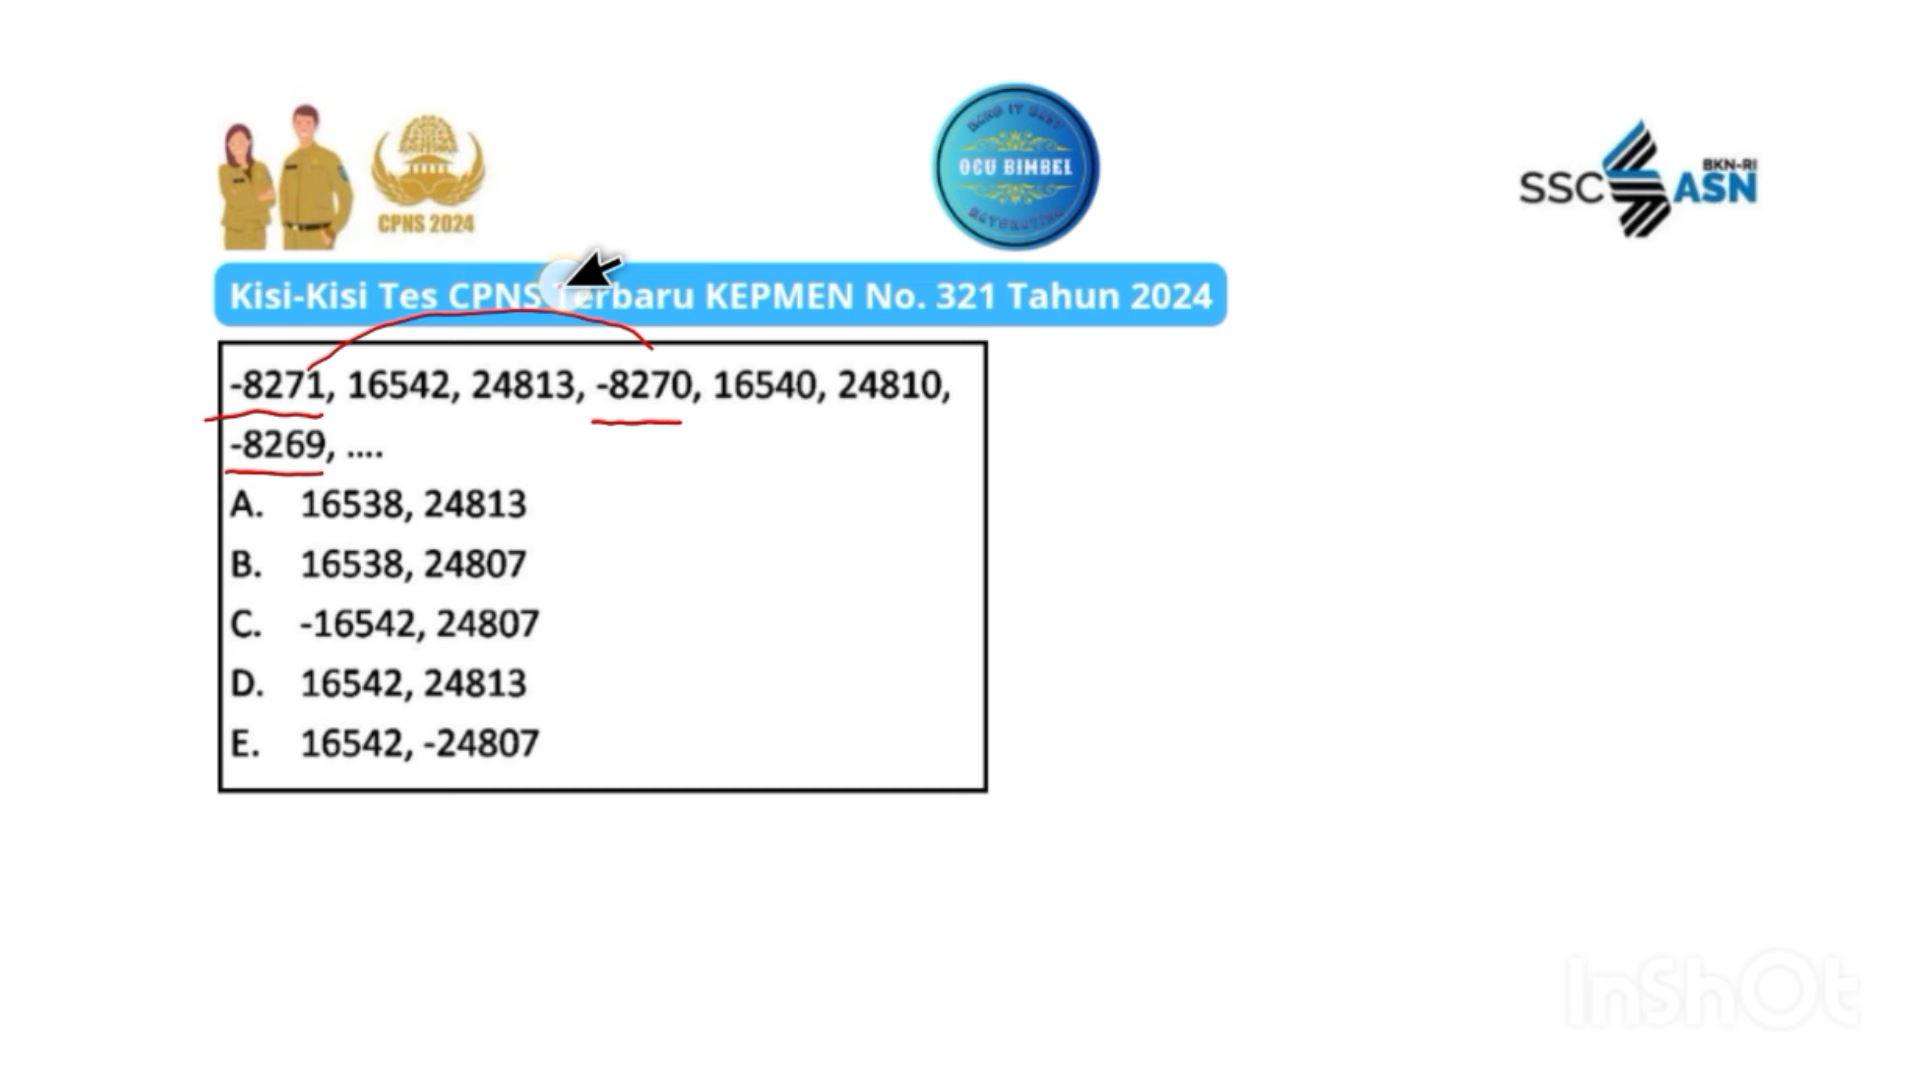 CPNS 2024
OCU BIMBEL
BKN-RI
SSC ASN
Kisi-Kisi Tes CPNS Terbaru KEPMEN No. 321 Tahun 2024
-8271, 16542, 24813, -8270, 16540, 24810,
-8269, ....
A. 16538, 24813
B. 16538, 24807
C. -16542, 24807
D. 16542, 24813
E. 16542, -24807
InShOt